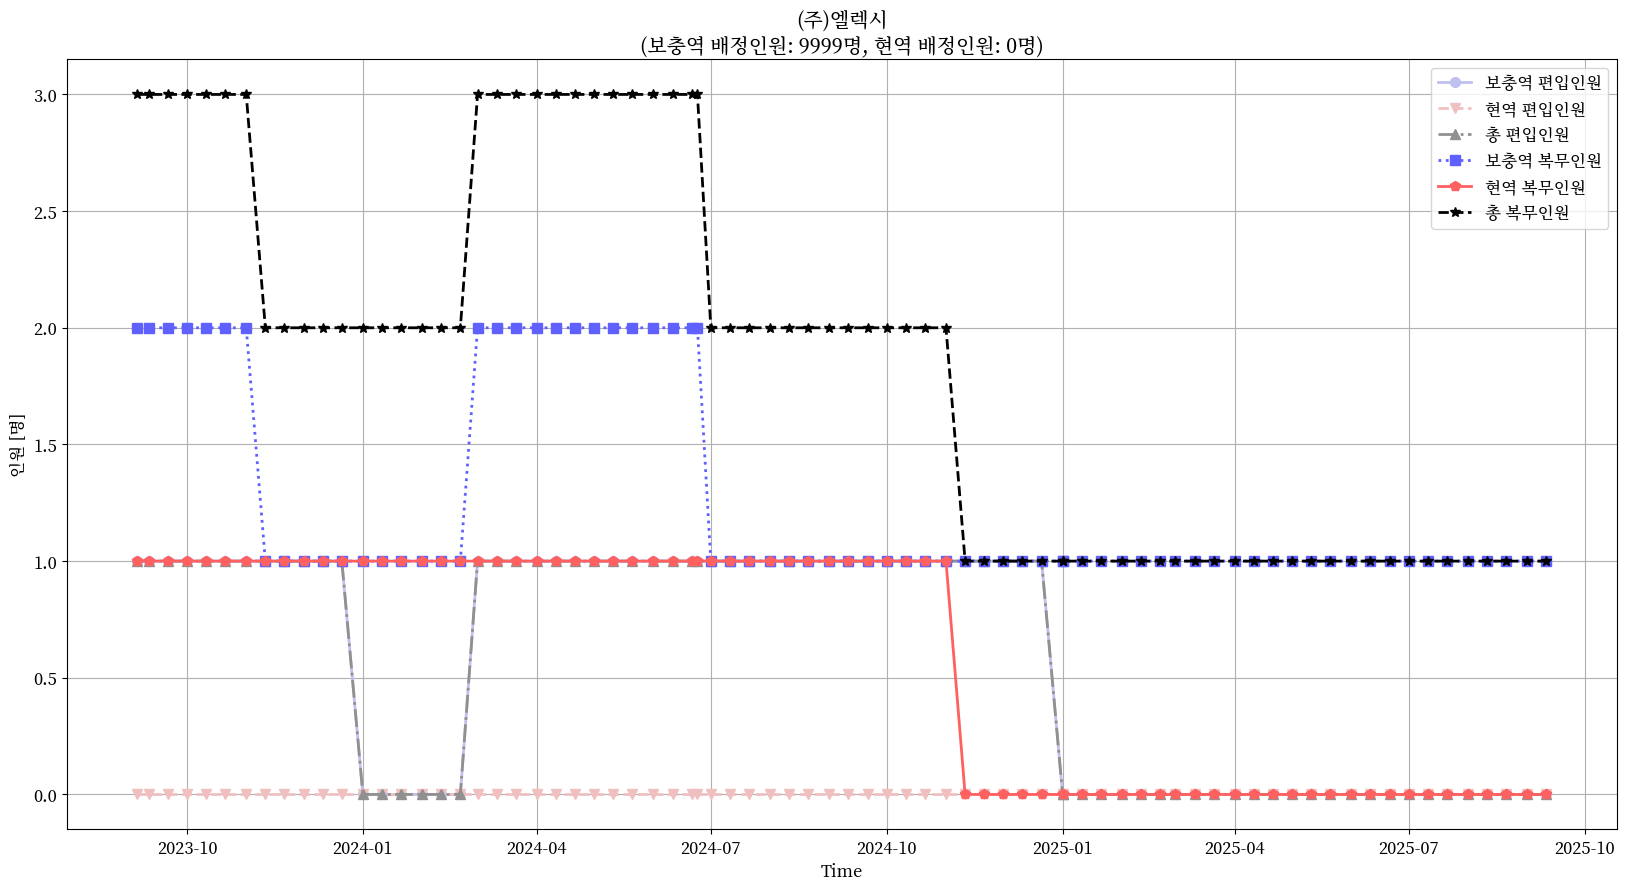 (주)엘렉시
(보충역 배정인원: 9999명, 현역 배정인원: 0명)
보충역 편입인원
현역 편입인원
총 편입인원
보충역 복무인원
현역 복무인원
총 복무인원
인원 [명]
3.0
2.5
2.0
1.5
1.0
0.5
0.0
2023-10
2024-01
2024-04
2024-07
2024-10
2025-01
2025-04
2025-07
2025-10
Time